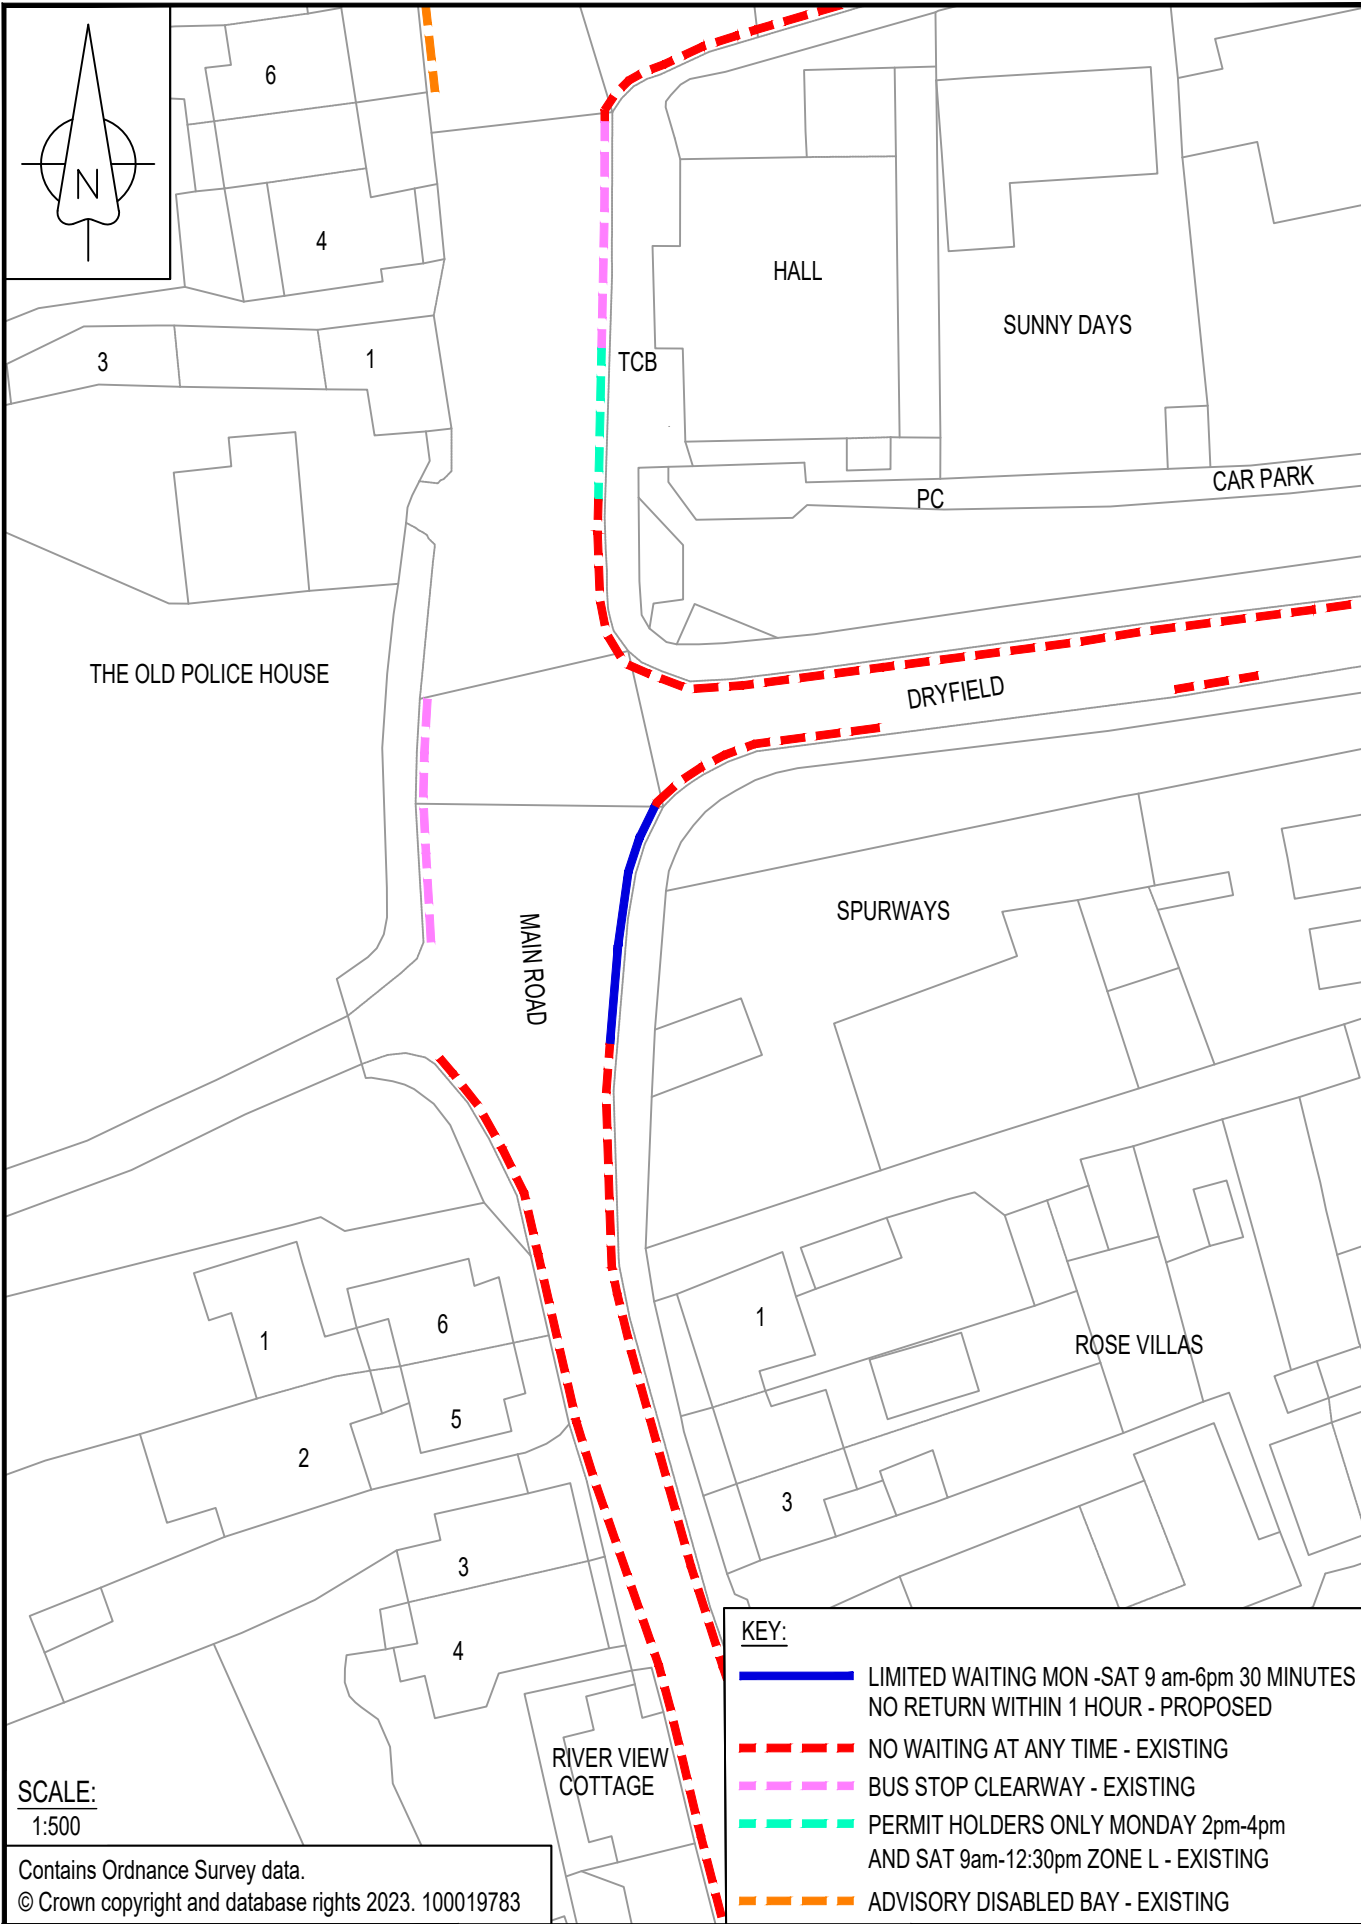 N
6
4
3
1
HALL
SUNNY DAYS
TCB
PC
CAR PARK
THE OLD POLICE HOUSE
DRYFIELD
MAIN ROAD
SPURWAYS
1
6
5
2
3
4
1
3
ROSE VILLAS
RIVER VIEW
COTTAGE
SCALE:
1:500
Contains Ordnance Survey data.
© Crown copyright and database rights 2023. 100019783
KEY:
LIMITED WAITING MON -SAT 9 am-6pm 30 MINUTES
NO RETURN WITHIN 1 HOUR - PROPOSED
NO WAITING AT ANY TIME - EXISTING
BUS STOP CLEARWAY - EXISTING
PERMIT HOLDERS ONLY MONDAY 2pm-4pm
AND SAT 9am-12:30pm ZONE L - EXISTING
ADVISORY DISABLED BAY - EXISTING